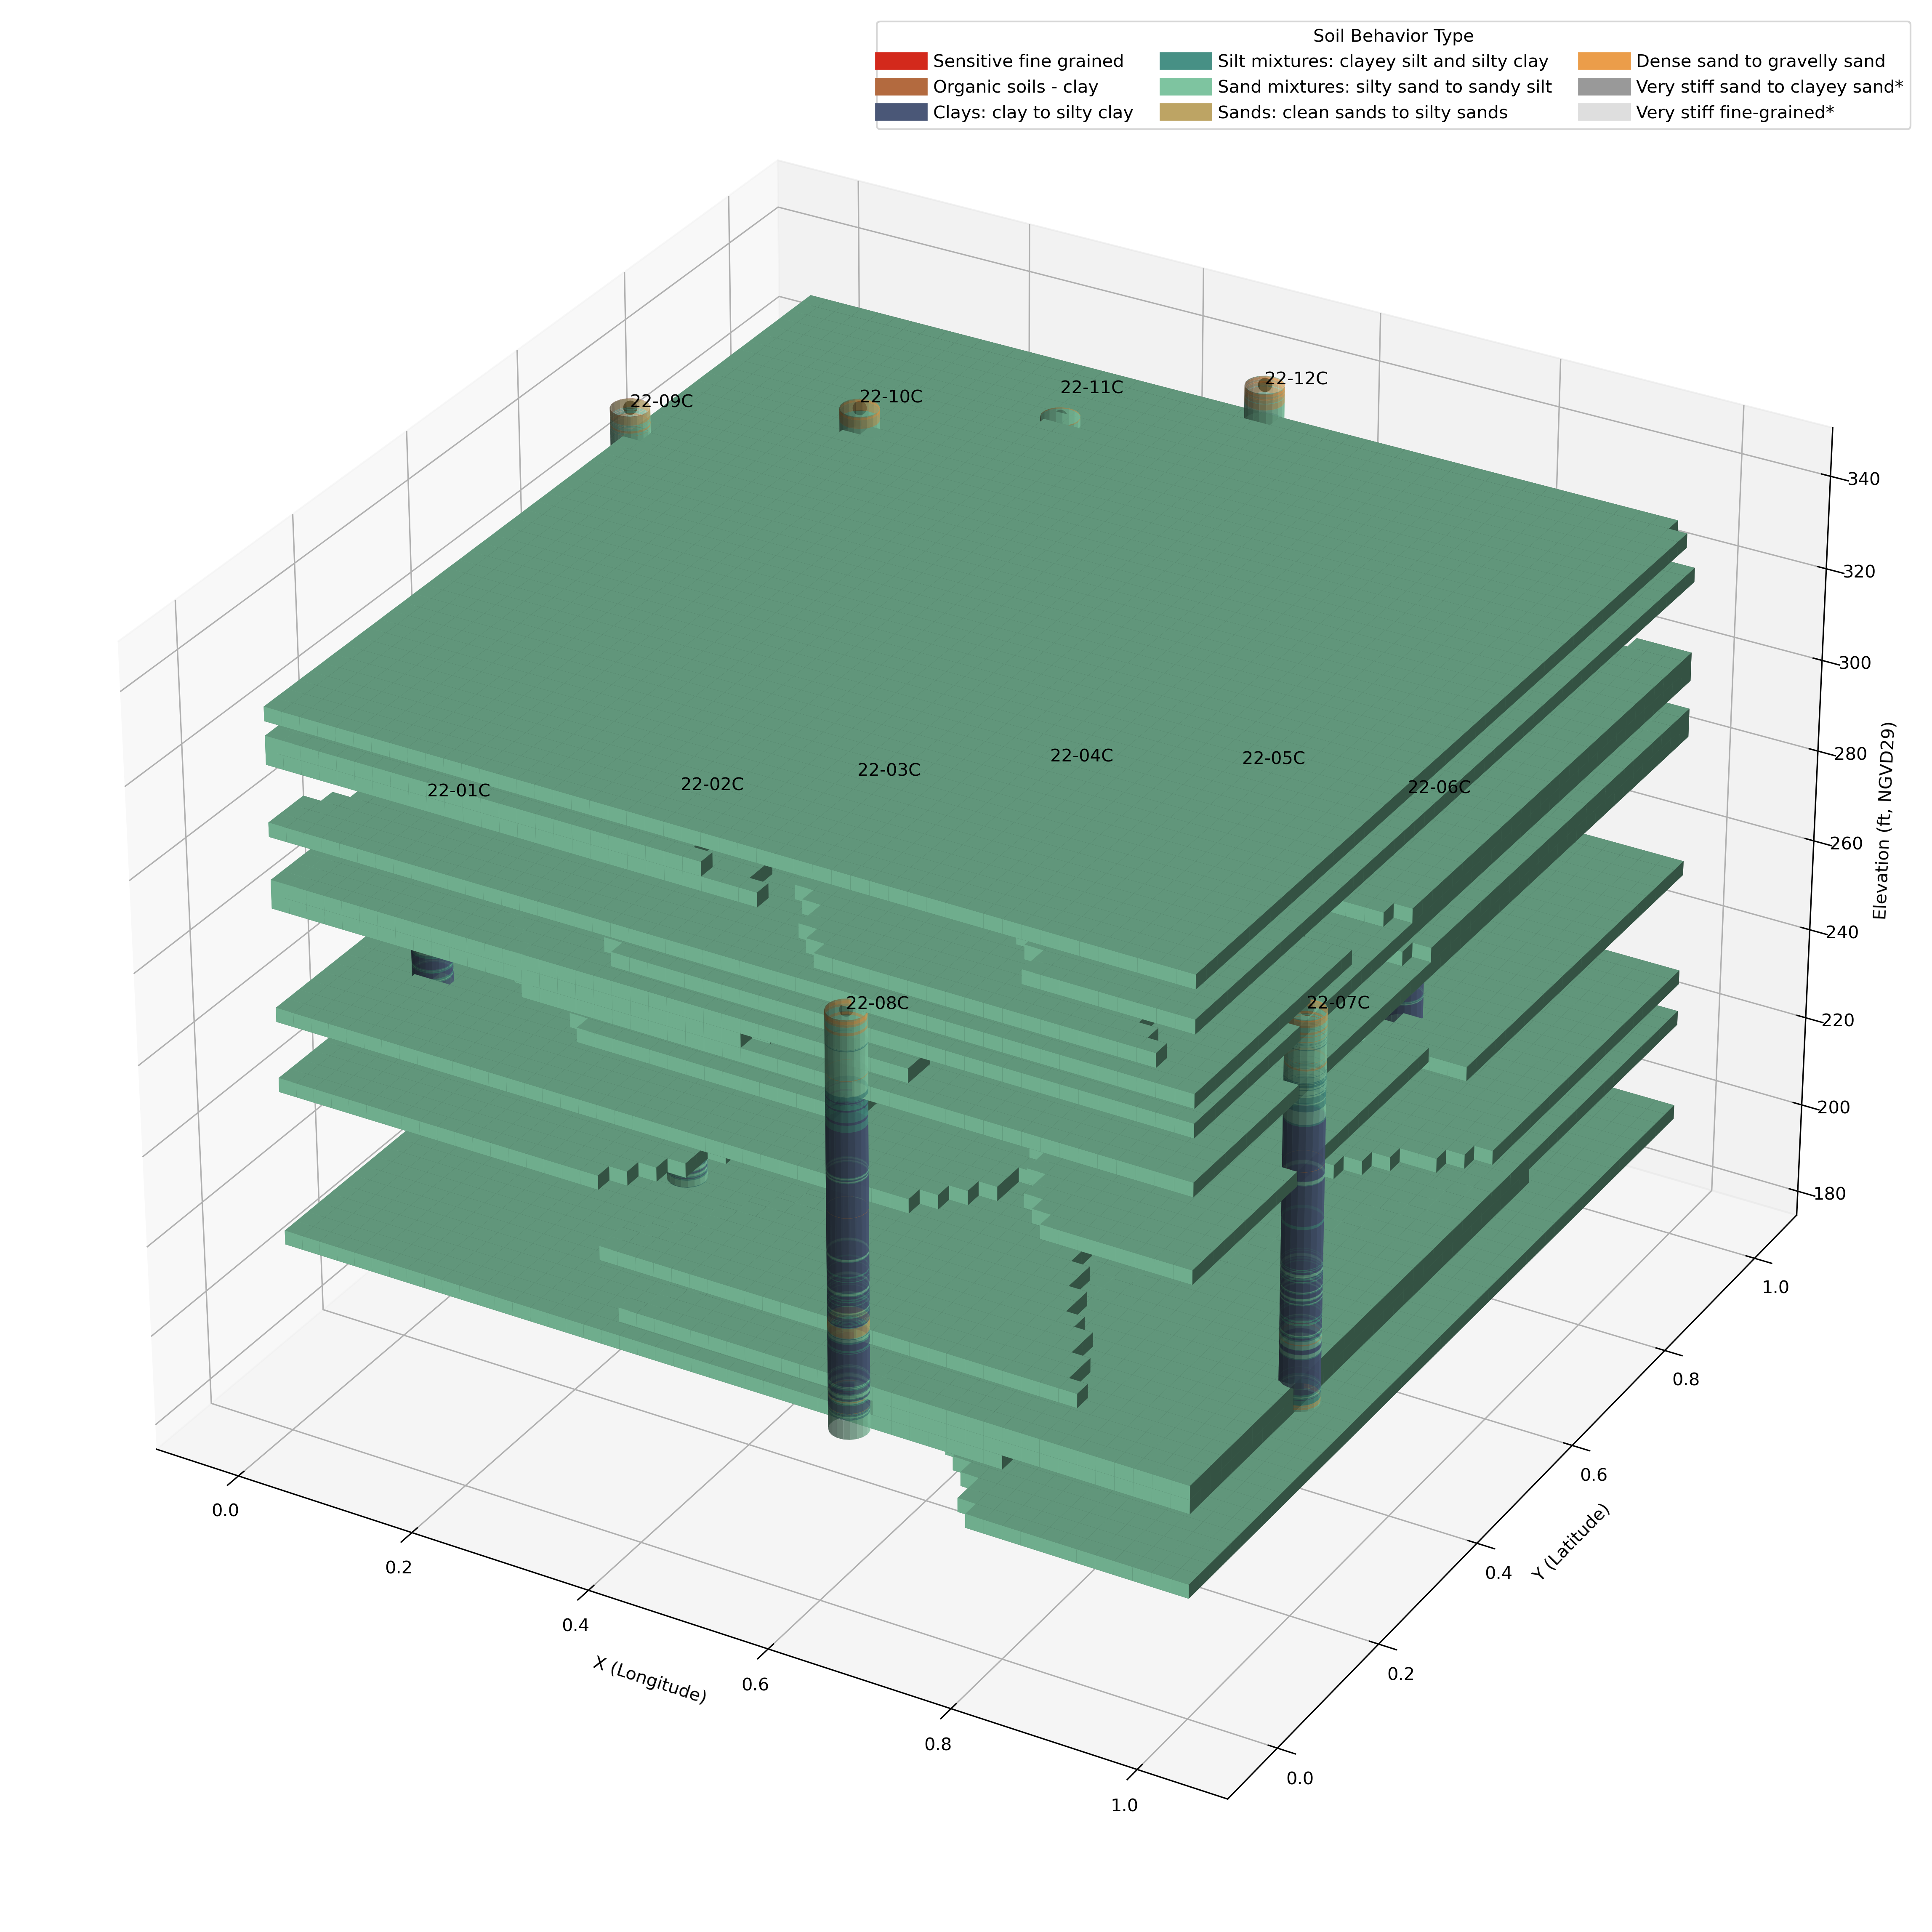 Soil Behavior Type
Sensitive fine grained
Organic soils - clay
Clays: clay to silty clay
Silt mixtures: clayey silt and silty clay
Sand mixtures: silty sand to sandy silt
Sands: clean sands to silty sands
Dense sand to gravelly sand
Very stiff sand to clayey sand*
Very stiff fine-grained*
22-12C
22-11C
22-10C
22-09C
22-04C
22-05C
22-03C
22-02C
22-06C
22-01C
22-08C
22-07C
340
320
300
280
260
240
220
200
180
Elevation (ft, NGVD29)
1.0
0.8
0.6
0.4
0.2
0.0
Y (Latitude)
0.0
0.2
0.4
0.6
0.8
1.0
X (Longitude)